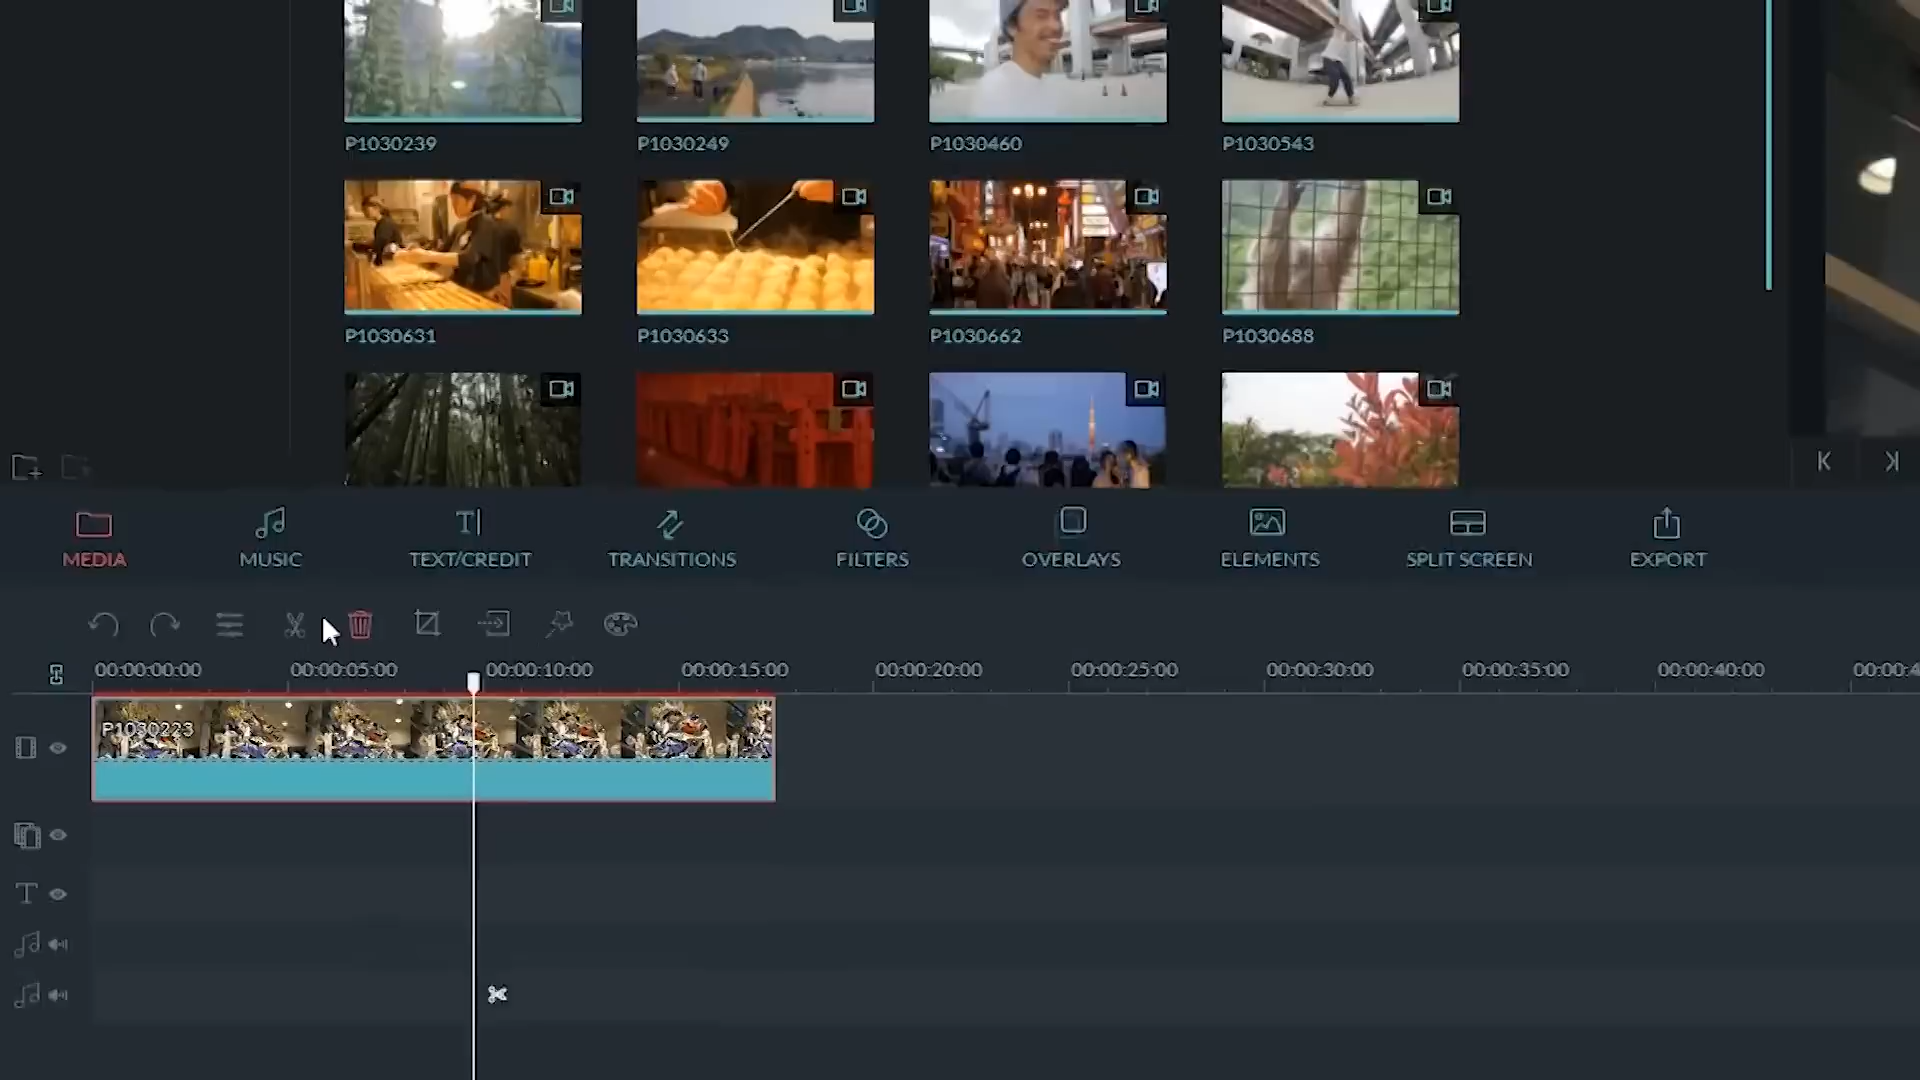 P1030239 P1030249 P1030460 P1030543
P1030631 P1030633 P1030662 P1030688
MEDIA MUSIC TEXT/CREDIT TRANSITIONS FILTERS OVERLAYS ELEMENTS SPLIT SCREEN EXPORT
00:00:00:00 00:00:05:00 00:00:10:00 00:00:15:00 00:00:20:00 00:00:25:00 00:00:30:00 00:00:35:00 00:00:40:00 00:00:4
P1030223